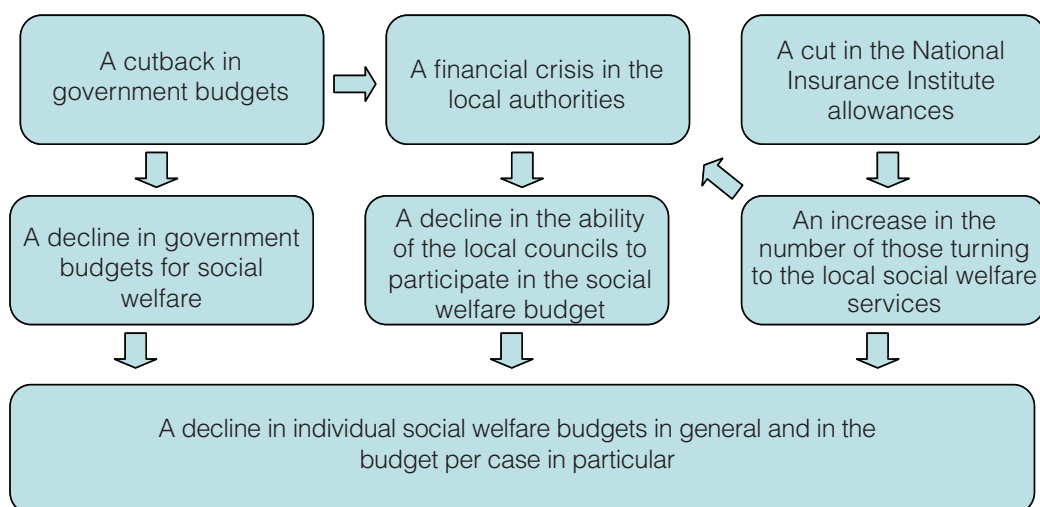 A cutback in
government budgets
A financial crisis in the
local authorities
A cut in the National
Insurance Institute
allowances
A decline in government
budgets for social
welfare
A decline in the ability
of the local councils to
participate in the social
welfare budget
An increase in the
number of those turning
to the local social welfare
services
A decline in individual social welfare budgets in general and in the
budget per case in particular